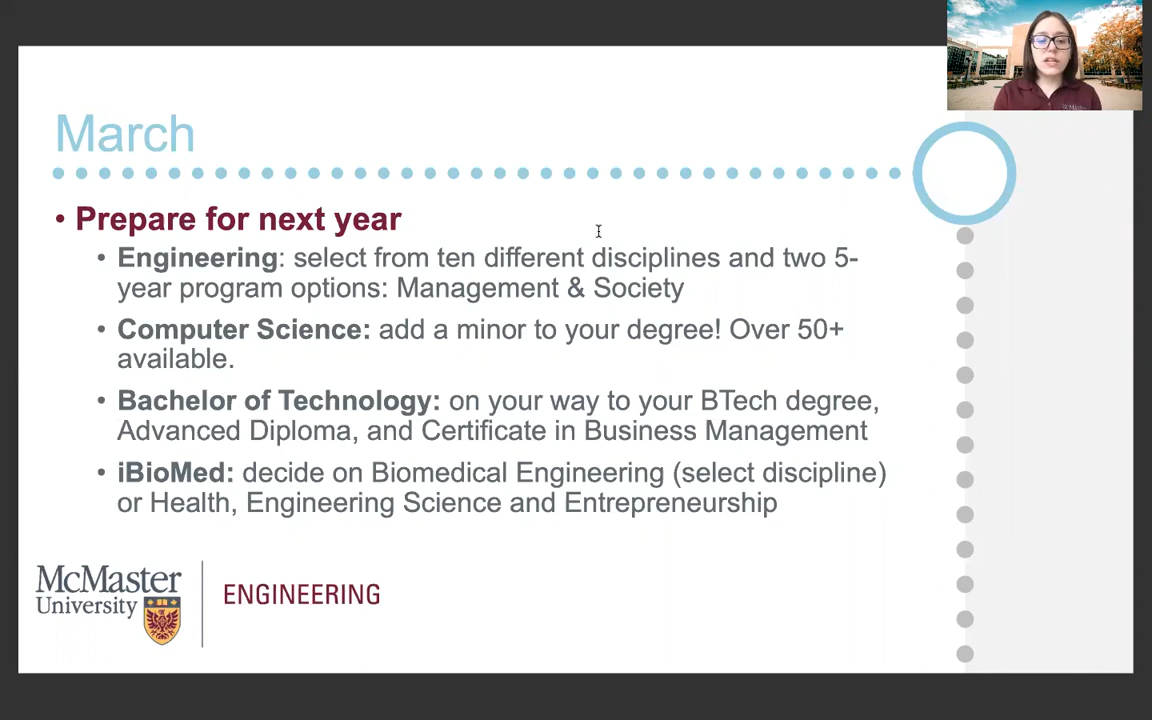 March
• Prepare for next year
• Engineering: select from ten different disciplines and two 5-
year program options: Management & Society
• Computer Science: add a minor to your degree! Over 50+
available.
• Bachelor of Technology: on your way to your BTech degree,
Advanced Diploma, and Certificate in Business Management
• iBioMed: decide on Biomedical Engineering (select discipline)
or Health, Engineering Science and Entrepreneurship
McMaster
University
ENGINEERING